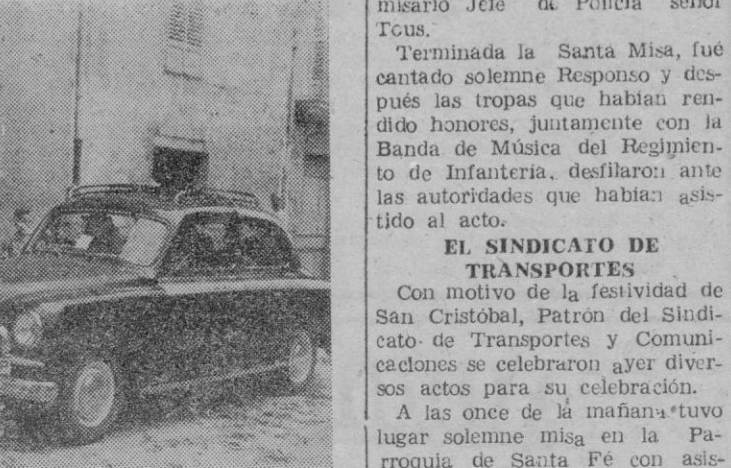 misario Jefe de Policía señor
Tous.
Terminada la Santa Misa, fué
cantado solemne Responso y des-
pués las tropas que habían ren-
dido honores, juntamente con la
Banda de Música del Regimien-
to de Infantería, desfilaron ante
las autoridades que habían asis-
tido al acto.
EL SINDICATO DE
TRANSPORTES
Con motivo de la festividad de
San Cristóbal, Patrón del Sindi-
cato de Transportes y Comuni-
caciones se celebraron ayer diver-
sos actos para su celebración.
A las once de la mañana tuvo
lugar solemne misa en la Pa-
rroquia de Santa Fé con asis-